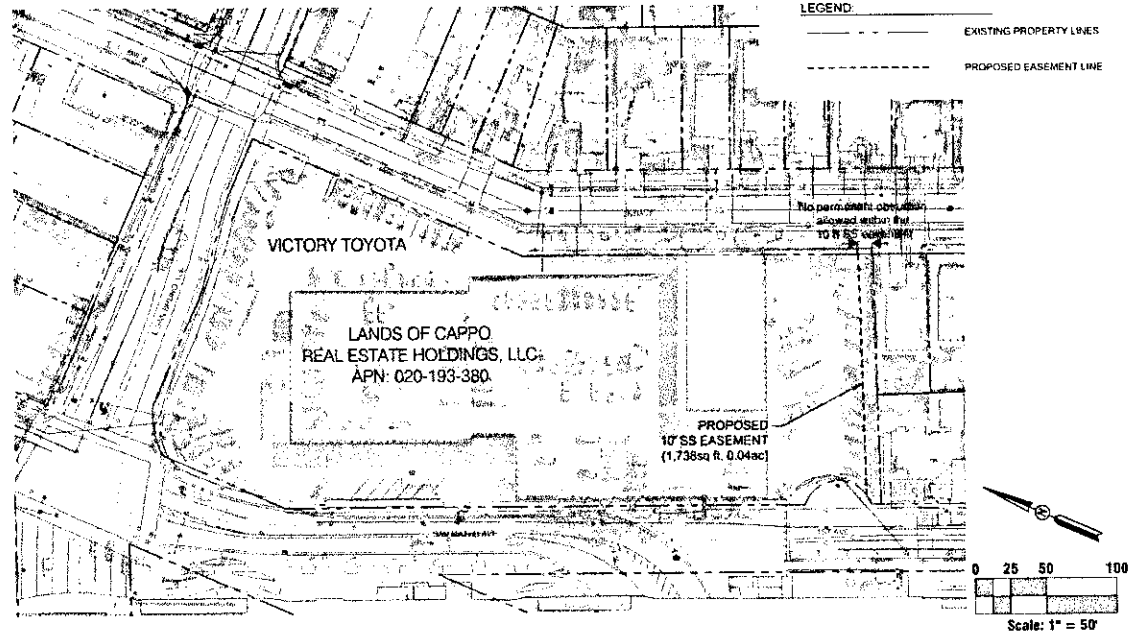 LEGEND:
EXISTING PROPERTY LINES
PROPOSED EASEMENT LINE
No permanent
allowed within the
10 ft SS easement
VICTORY TOYOTA
LANDS OF CAPPO
REAL ESTATE HOLDINGS, LLC
APN: 020-193-380
PROPOSED
10' SS EASEMENT
(1,738sq ft, 0.04ac)
AVE
0 25 50 100
Scale: 1" = 50'